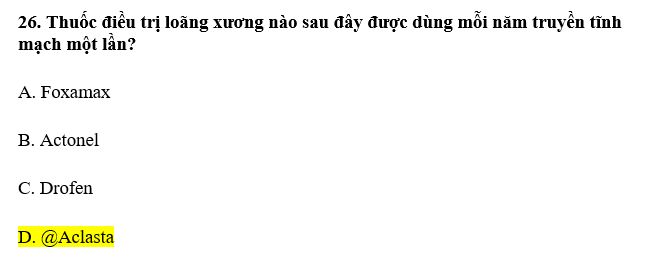 26. Thuốc điều trị loãng xương nào sau đây được dùng mỗi năm truyền tĩnh
mạch một lần?
A. Foxamax
B. Actonel
C. Drofen
D. @Aclasta